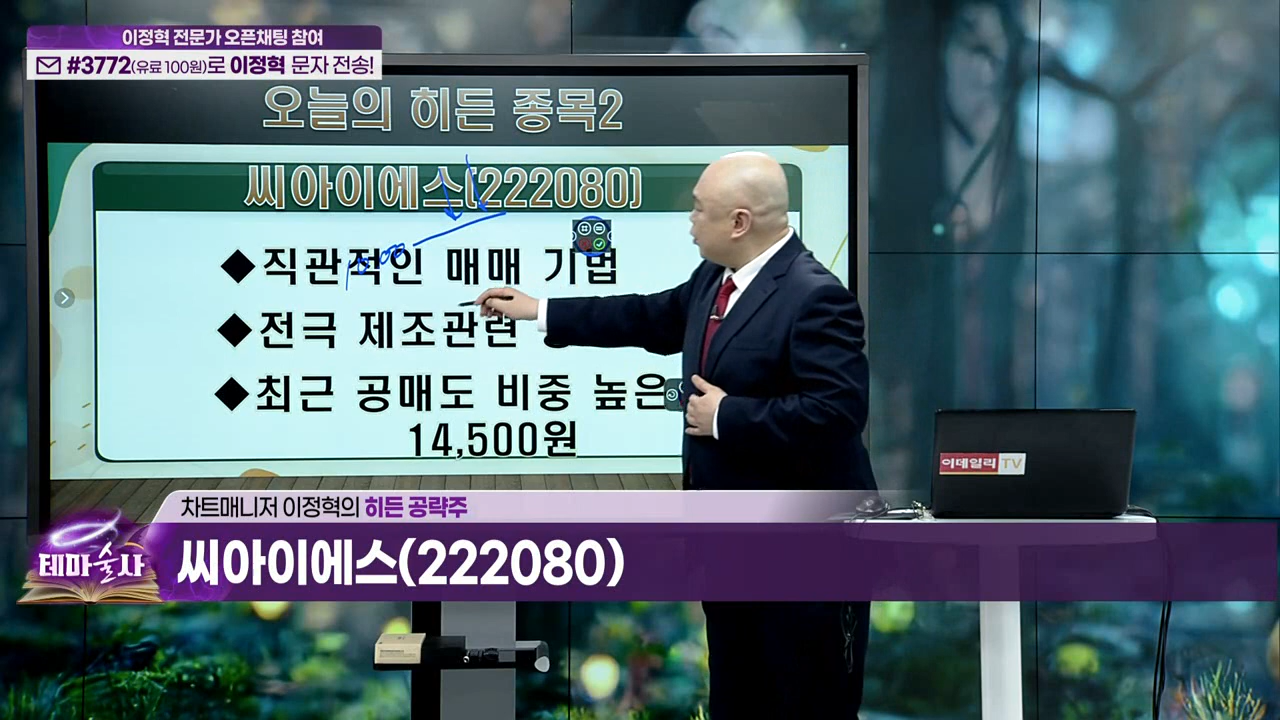 이정혁 전문가 오픈채팅 참여
#3772(유료 100원)로 이정혁 문자 전송!
오늘의 히든 종목2
씨아이에스(222080)
◆직관적인 매매 기법
◆전극 제조관련
◆최근 공매도 비중 높은
14,500원
이데일리 TV
차트매니저 이정혁의 히든 공략주
테마술사
씨아이에스(222080)